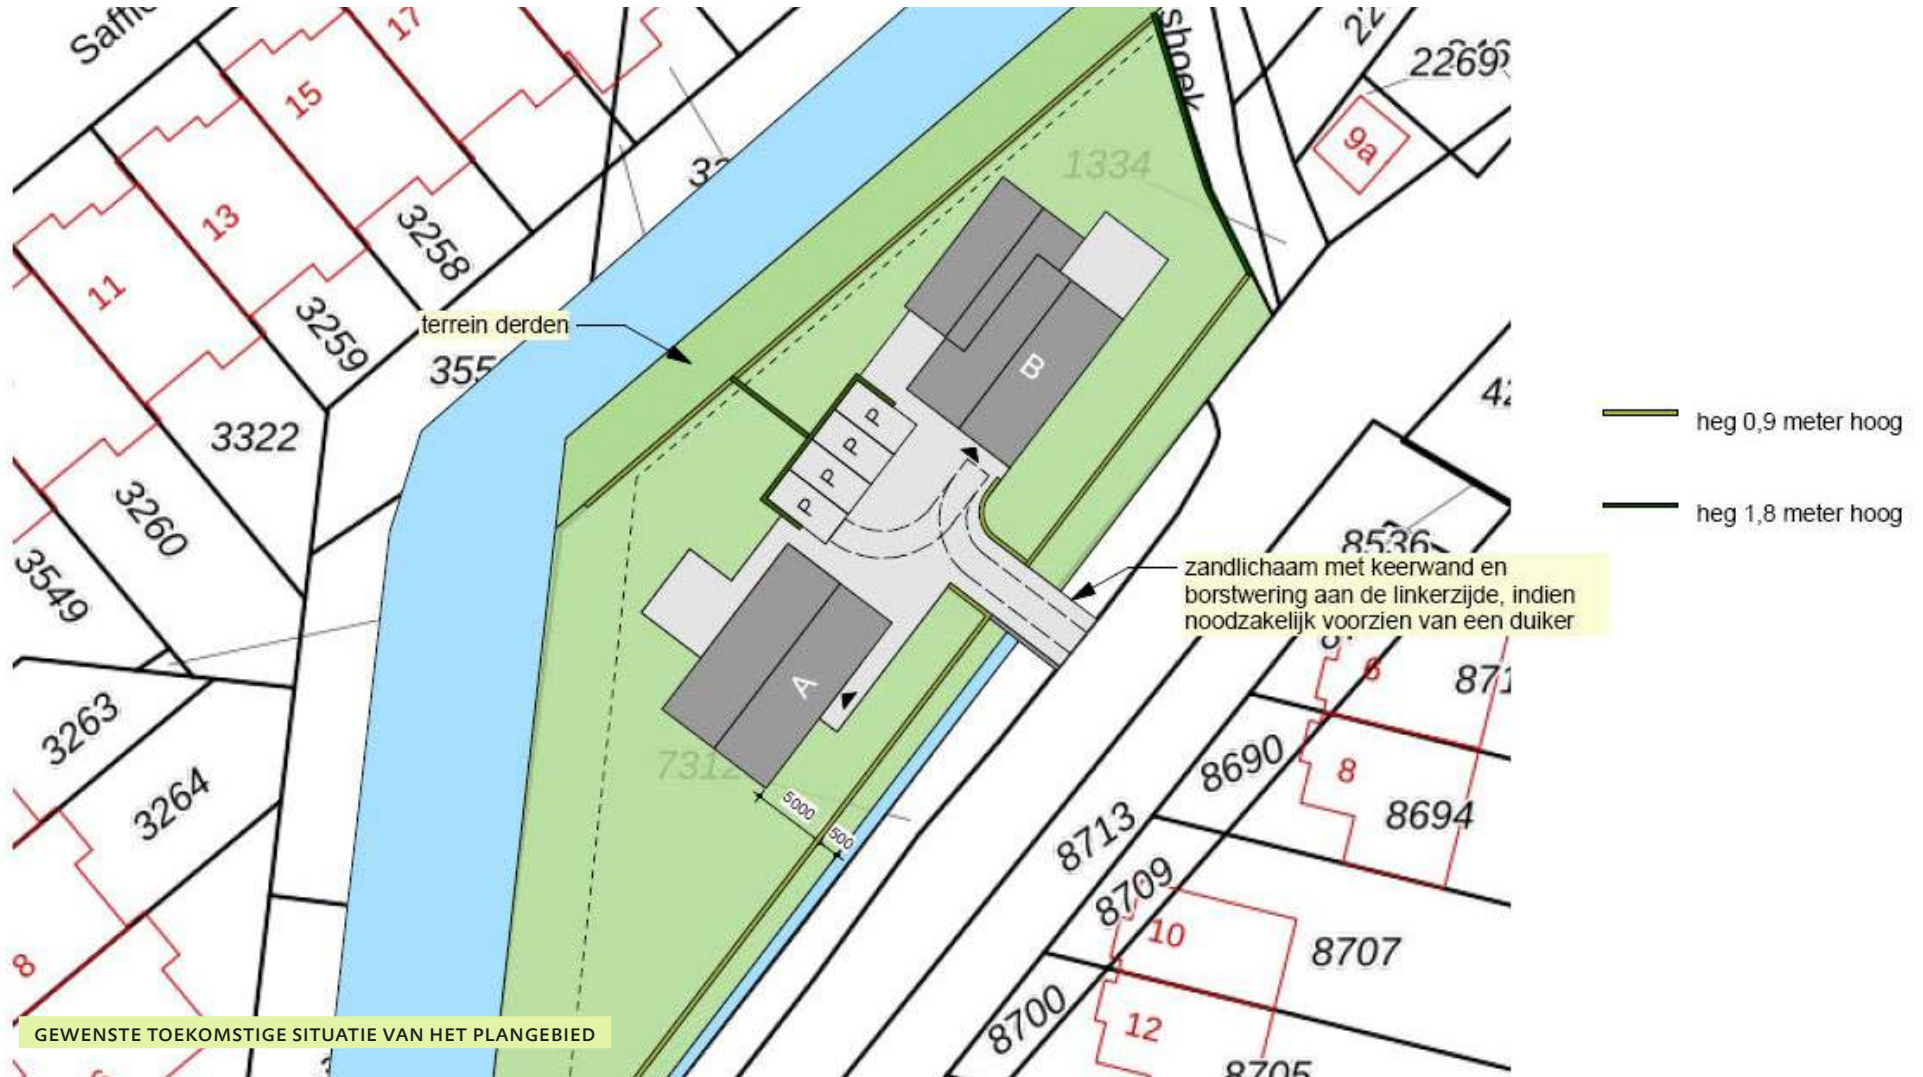 Saffie
17
15
13
11
3258
3259
3322
3260
3549
3263
3264
8
355
terrein derden
shoek
1334
2269
9a
B
P
P
P
P
A
7312
5000
500
heg 0,9 meter hoog
heg 1,8 meter hoog
8536
zandlichaam met keerwand en
borstwering aan de linkerzijde, indien
noodzakelijk voorzien van een duiker
6
871
8690
8
8694
8713
8709
10
8707
8700
12
8705
GEWENSTE TOEKOMSTIGE SITUATIE VAN HET PLANGEBIED